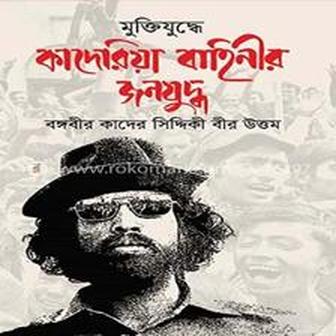 মুক্তিযুদ্ধে
কাদেরিয়া বাহিনীর
জনযুদ্ধ
বঙ্গবীর কাদের সিদ্দিকী বীর উত্তম